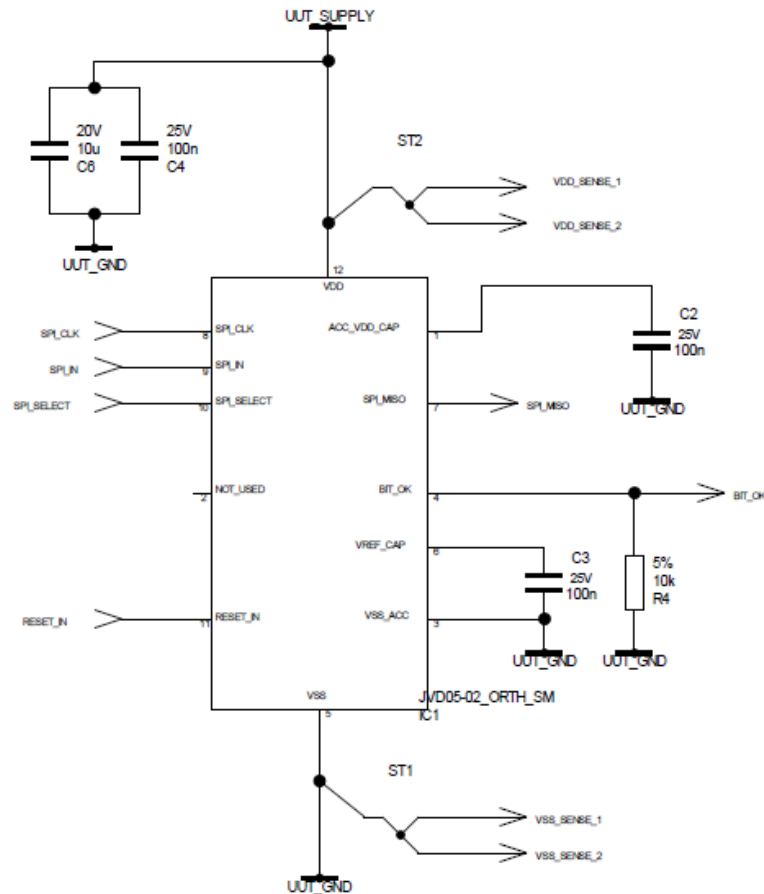 UUT_SUPPLY
20V
10u
C6
25V
100n
C4
UUT_GND
ST2
VDD_SENSE_1
VDD_SENSE_2
12
VDD
SPI_CLK
8
SPI_CLK
ACC_VDD_CAP
1
C2
25V
100n
UUT_GND
SPI_IN
9
SPI_IN
SPI_SELECT
10
SPI_SELECT
SPI_MISO
7
SPI_MISO
2
NOT_USED
BIT_OK
4
BIT_OK
VREF_CAP
6
C3
25V
100n
5%
10k
R4
RESET_IN
11
RESET_IN
VSS_ACC
3
UUT_GND
UUT_GND
VSS
5
JVD05-02_ORTH_SM
IC1
ST1
VSS_SENSE_1
VSS_SENSE_2
UUT_GND